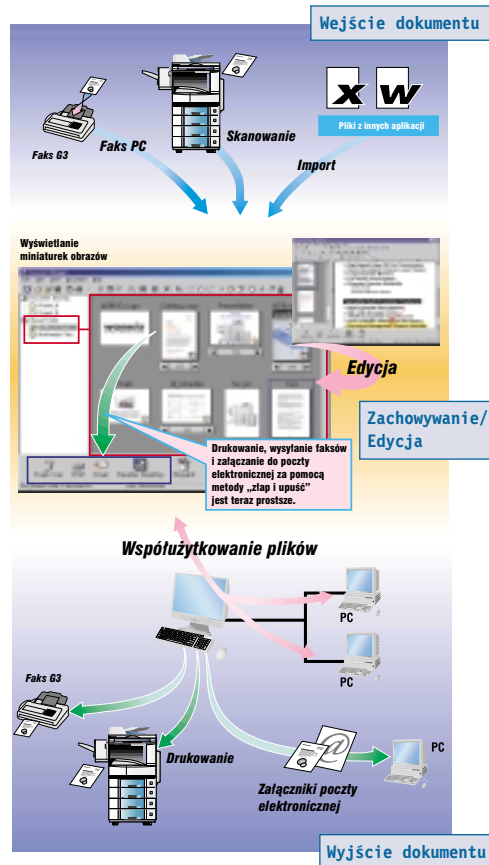 Wejście dokumentu
X W
Pliki z innych aplikacji
Faks G3
Faks PC
Skanowanie
Import
Wyświetlanie
miniaturek obrazów
Edycja
Zachowywanie/
Edycja
Drukowanie, wysyłanie faksów
i załączanie do poczty
elektronicznej za pomocą
metody „złap i upuść”
jest teraz prostsze.
Współużytkowanie plików
PC
PC
Faks G3
Drukowanie
@
PC
Załączniki poczty
elektronicznej
Wyjście dokumentu